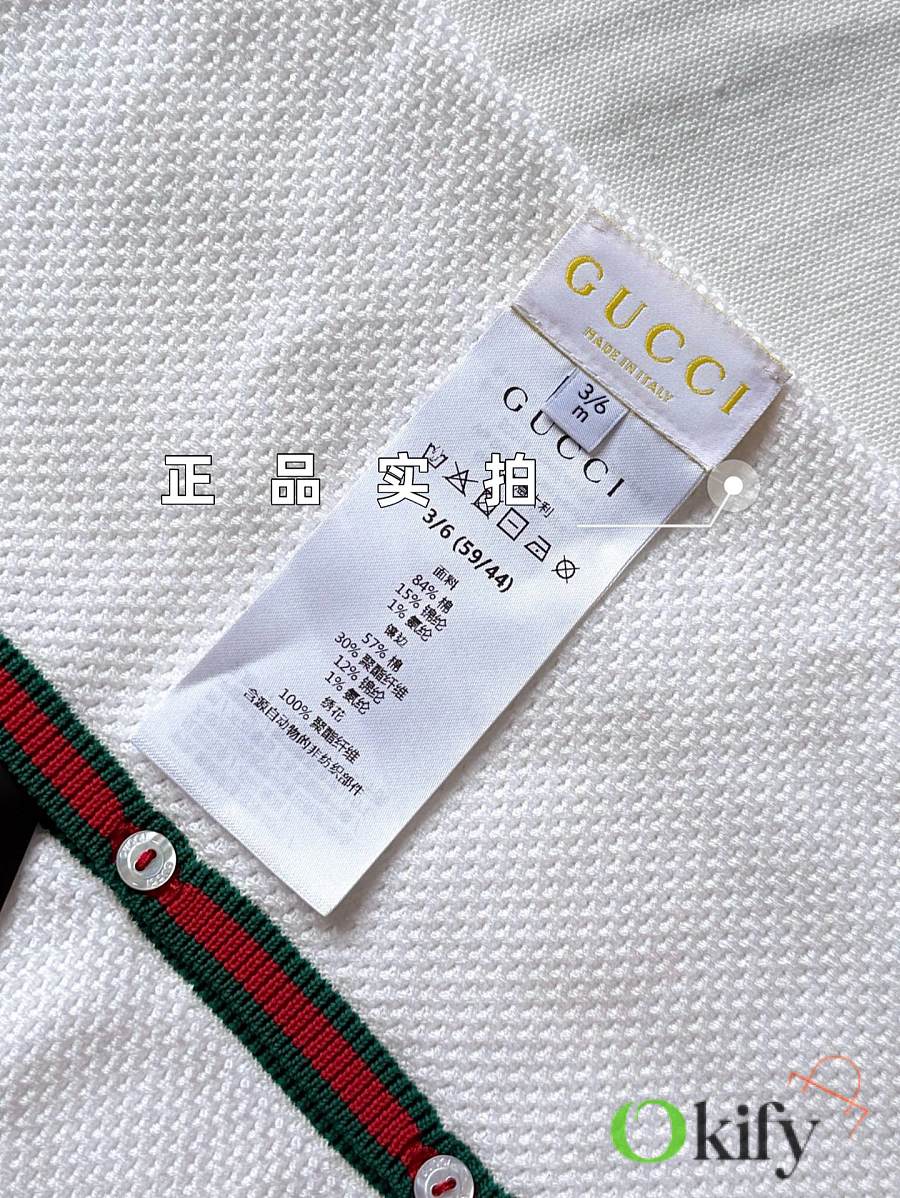 GUCCI
MADE IN ITALY
3/6
m
GUCCI
正品实拍
3/6 (59/44)
面料
84% 棉
15% 锦纶
1% 氨纶
镶边
57% 棉
30% 聚酯纤维
12% 锦纶
1% 氨纶
绣花
100% 聚酯纤维
含源自动物的非纺织部件
Okify